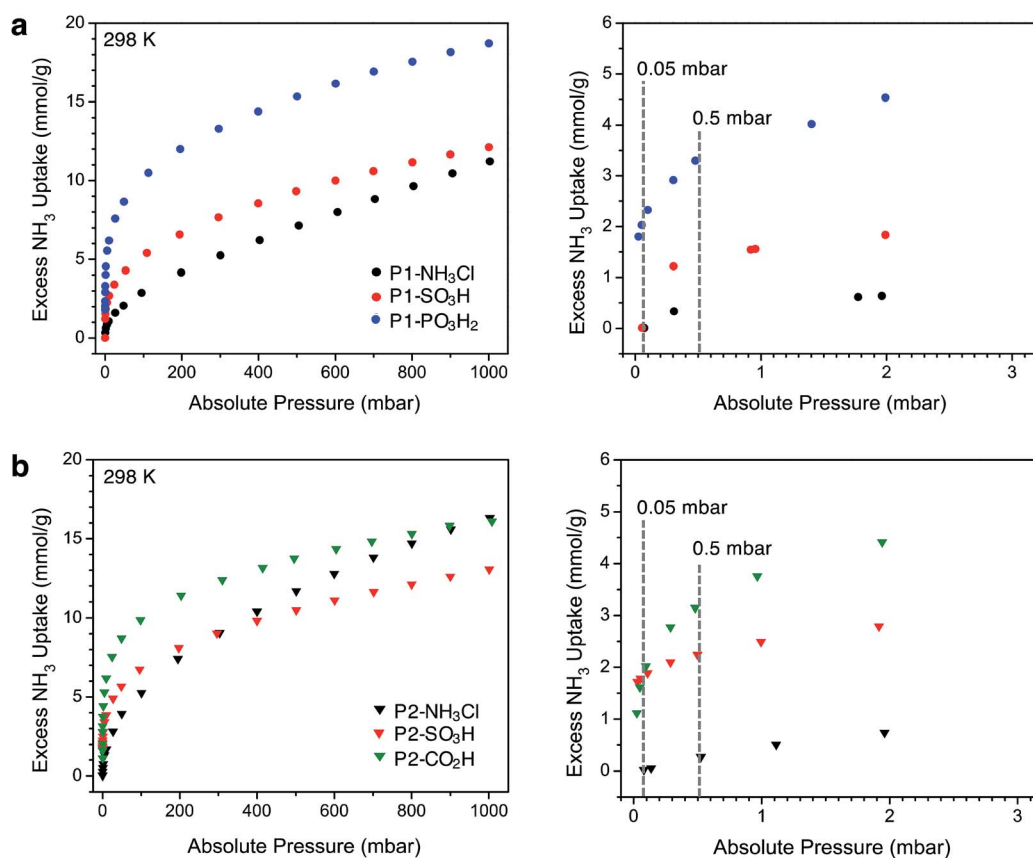 a
298 K
Excess NH3 Uptake (mmol/g)
20
15
10
5
0
P1-NH3Cl
P1-SO3H
P1-PO3H2
0 200 400 600 800 1000
Absolute Pressure (mbar)
Excess NH3 Uptake (mmol/g)
6
5
4
3
2
1
0
0.05 mbar
0.5 mbar
0 1 2 3
Absolute Pressure (mbar)
b
298 K
Excess NH3 Uptake (mmol/g)
20
15
10
5
0
P2-NH3Cl
P2-SO3H
P2-CO2H
0 200 400 600 800 1000
Absolute Pressure (mbar)
Excess NH3 Uptake (mmol/g)
6
5
4
3
2
1
0
0.05 mbar
0.5 mbar
0 1 2 3
Absolute Pressure (mbar)